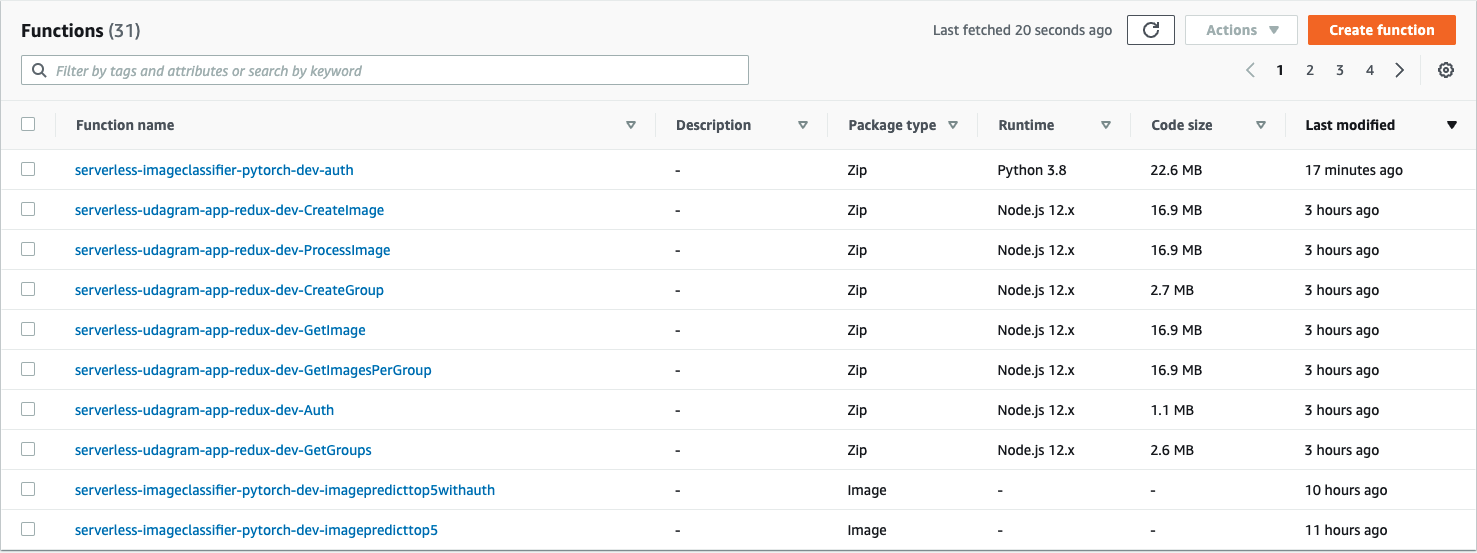 Functions (31) Last fetched 20 seconds ago Actions Create function
Filter by tags and attributes or search by keyword 1 2 3 4
Function name Description Package type Runtime Code size Last modified
serverless-imageclassifier-pytorch-dev-auth - Zip Python 3.8 22.6 MB 17 minutes ago
serverless-udagram-app-redux-dev-CreateImage - Zip Node.js 12.x 16.9 MB 3 hours ago
serverless-udagram-app-redux-dev-ProcessImage - Zip Node.js 12.x 16.9 MB 3 hours ago
serverless-udagram-app-redux-dev-CreateGroup - Zip Node.js 12.x 2.7 MB 3 hours ago
serverless-udagram-app-redux-dev-GetImage - Zip Node.js 12.x 16.9 MB 3 hours ago
serverless-udagram-app-redux-dev-GetImagesPerGroup - Zip Node.js 12.x 16.9 MB 3 hours ago
serverless-udagram-app-redux-dev-Auth - Zip Node.js 12.x 1.1 MB 3 hours ago
serverless-udagram-app-redux-dev-GetGroups - Zip Node.js 12.x 2.6 MB 3 hours ago
serverless-imageclassifier-pytorch-dev-imagepredicttop5withauth - Image - - 10 hours ago
serverless-imageclassifier-pytorch-dev-imagepredicttop5 - Image - - 11 hours ago